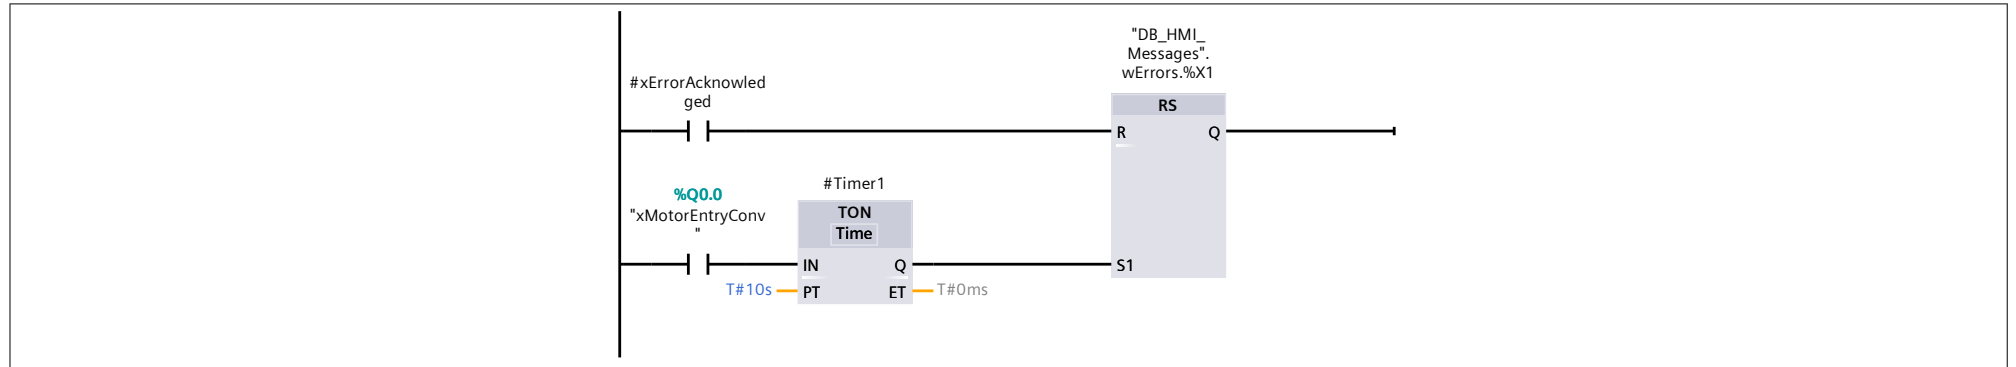 "DB_HMI_
Messages".
wErrors.%X1
#xErrorAcknowled
ged
RS
R Q
%Q0.0
"xMotorEntryConv
"
#Timer1
TON
Time
IN Q
S1
T#10s PT ET T#0ms